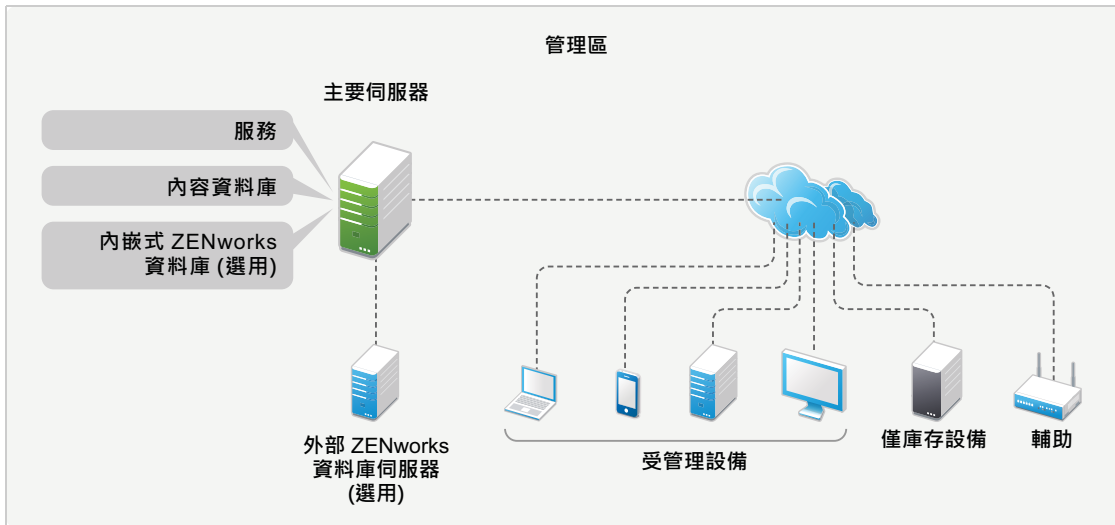 管理區
主要伺服器
服務
內容資料庫
內嵌式 ZENworks
資料庫 (選用)
外部 ZENworks
資料庫伺服器
(選用)
受管理設備
僅庫存設備
輔助